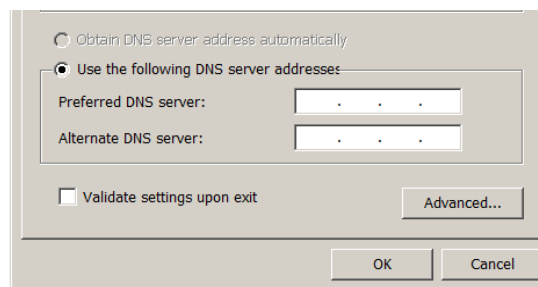 Obtain DNS server address automatically
Use the following DNS server addresses:
Preferred DNS server:
. . .
Alternate DNS server:
. . .
Validate settings upon exit
Advanced...
OK
Cancel